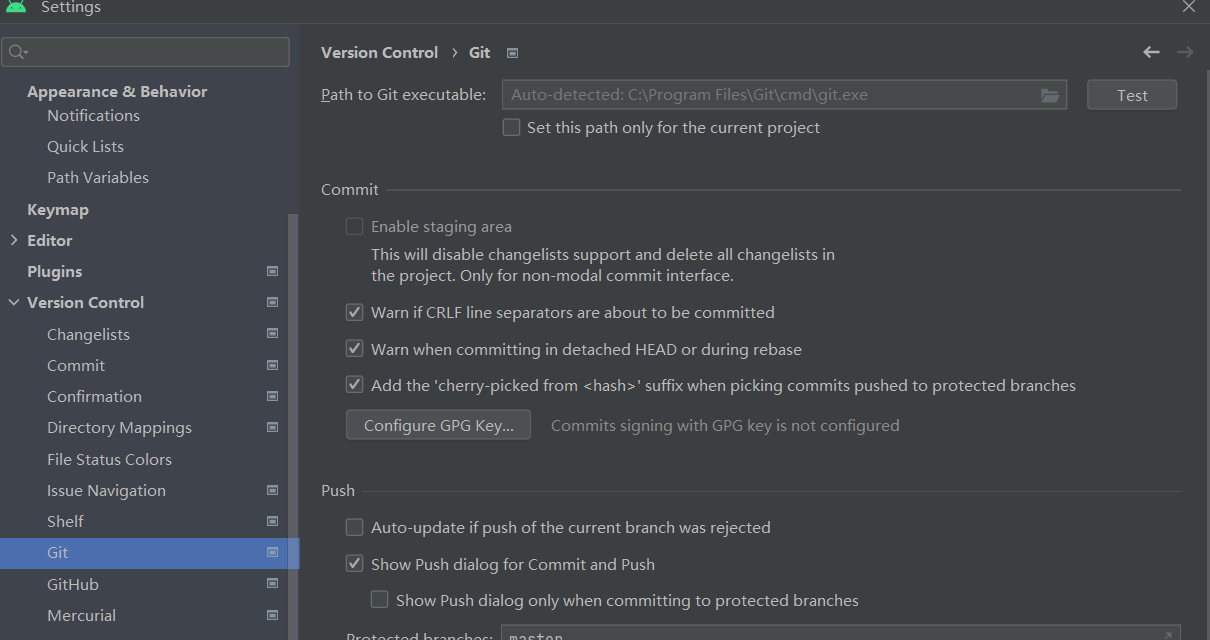 Settings
Appearance & Behavior
Notifications
Quick Lists
Path Variables
Keymap
Editor
Plugins
Version Control
Changelists
Commit
Confirmation
Directory Mappings
File Status Colors
Issue Navigation
Shelf
Git
GitHub
Mercurial
Version Control › Git
Path to Git executable: Auto-detected: C:\Program Files\Git\cmd\git.exe Test
Set this path only for the current project
Commit
Enable staging area
This will disable changelists support and delete all changelists in
the project. Only for non-modal commit interface.
Warn if CRLF line separators are about to be committed
Warn when committing in detached HEAD or during rebase
Add the 'cherry-picked from <hash>' suffix when picking commits pushed to protected branches
Configure GPG Key... Commits signing with GPG key is not configured
Push
Auto-update if push of the current branch was rejected
Show Push dialog for Commit and Push
Show Push dialog only when committing to protected branches
Protected branches: master